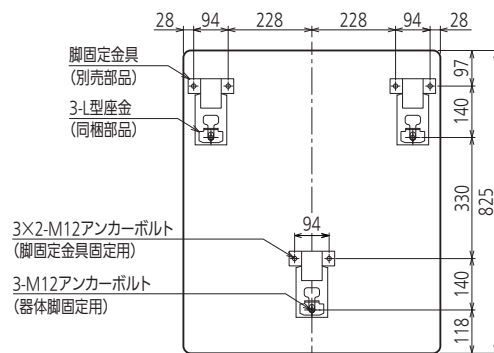 28 94 228 228 94 28
脚固定金具
(別売部品)
3-L型座金
(同梱部品)
97
140
330
825
3×2-M12アンカーボルト
(脚固定金具固定用)
94
3-M12アンカーボルト
(器体脚固定用)
140
118